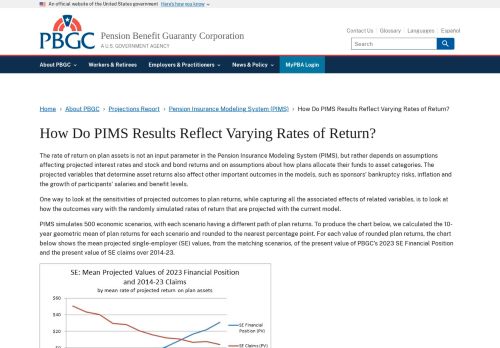 An official website of the United States government Here's how you know
PBGC
Pension Benefit Guaranty Corporation
A U.S. GOVERNMENT AGENCY
Contact Us Glossary Languages Español
Search
About PBGC Workers & Retirees Employers & Practitioners News & Policy MyPBA Login
Home › About PBGC › Projections Report › Pension Insurance Modeling System (PIMS) › How Do PIMS Results Reflect Varying Rates of Return?
How Do PIMS Results Reflect Varying Rates of Return?
The rate of return on plan assets is not an input parameter in the Pension Insurance Modeling System (PIMS), but rather depends on assumptions
affecting projected interest rates and stock and bond returns and on assumptions about how plans allocate their funds to asset categories. The
projected variables that determine asset returns also affect other important outcomes in the models, such as sponsors' bankruptcy risks, inflation
and the growth of participants' salaries and benefit levels.
One way to look at the sensitivities of projected outcomes to plan returns, while capturing all the associated effects of related variables, is to look at
how the outcomes vary with the randomly simulated rates of return that are projected with the current model.
PIMS simulates 500 economic scenarios, with each scenario having a different path of plan returns. To produce the chart below, we calculated the 10-
year geometric mean of plan returns for each scenario and rounded to the nearest percentage point. For each value of rounded plan returns, the chart
below shows the mean projected single-employer (SE) values, from the matching scenarios, of the present value of PBGC's 2023 SE Financial Position
and the present value of SE claims over 2014-23.
SE: Mean Projected Values of 2023 Financial Position
and 2014-23 Claims
by mean rate of projected return on plan assets
$60
$40
$20
$0
SE Financial
Position (PV)
SE Claims (PV)